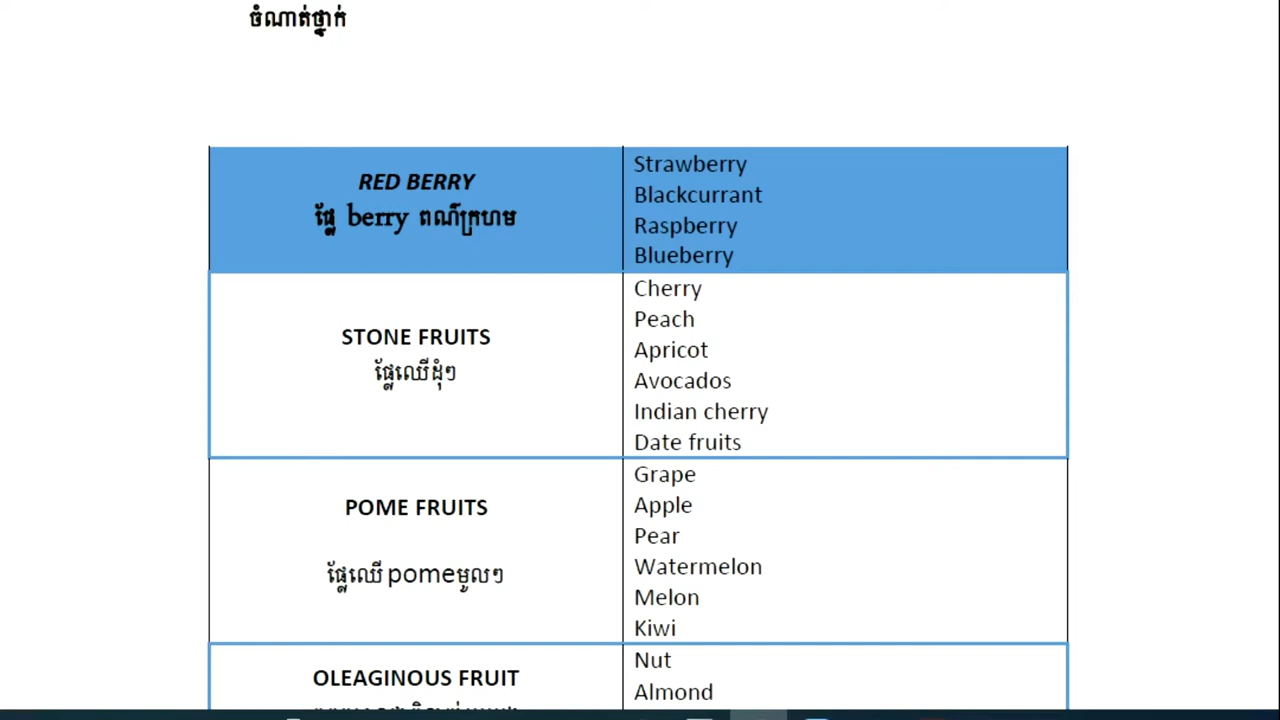 ចំណាត់ថ្នាក់
RED BERRY
ផ្លែ berry ពណ៌ក្រហម
Strawberry
Blackcurrant
Raspberry
Blueberry
STONE FRUITS
ផ្លែឈើដុំៗ
Cherry
Peach
Apricot
Avocados
Indian cherry
Date fruits
POME FRUITS
ផ្លែឈើ pomeមូលៗ
Grape
Apple
Pear
Watermelon
Melon
Kiwi
OLEAGINOUS FRUIT
Nut
Almond